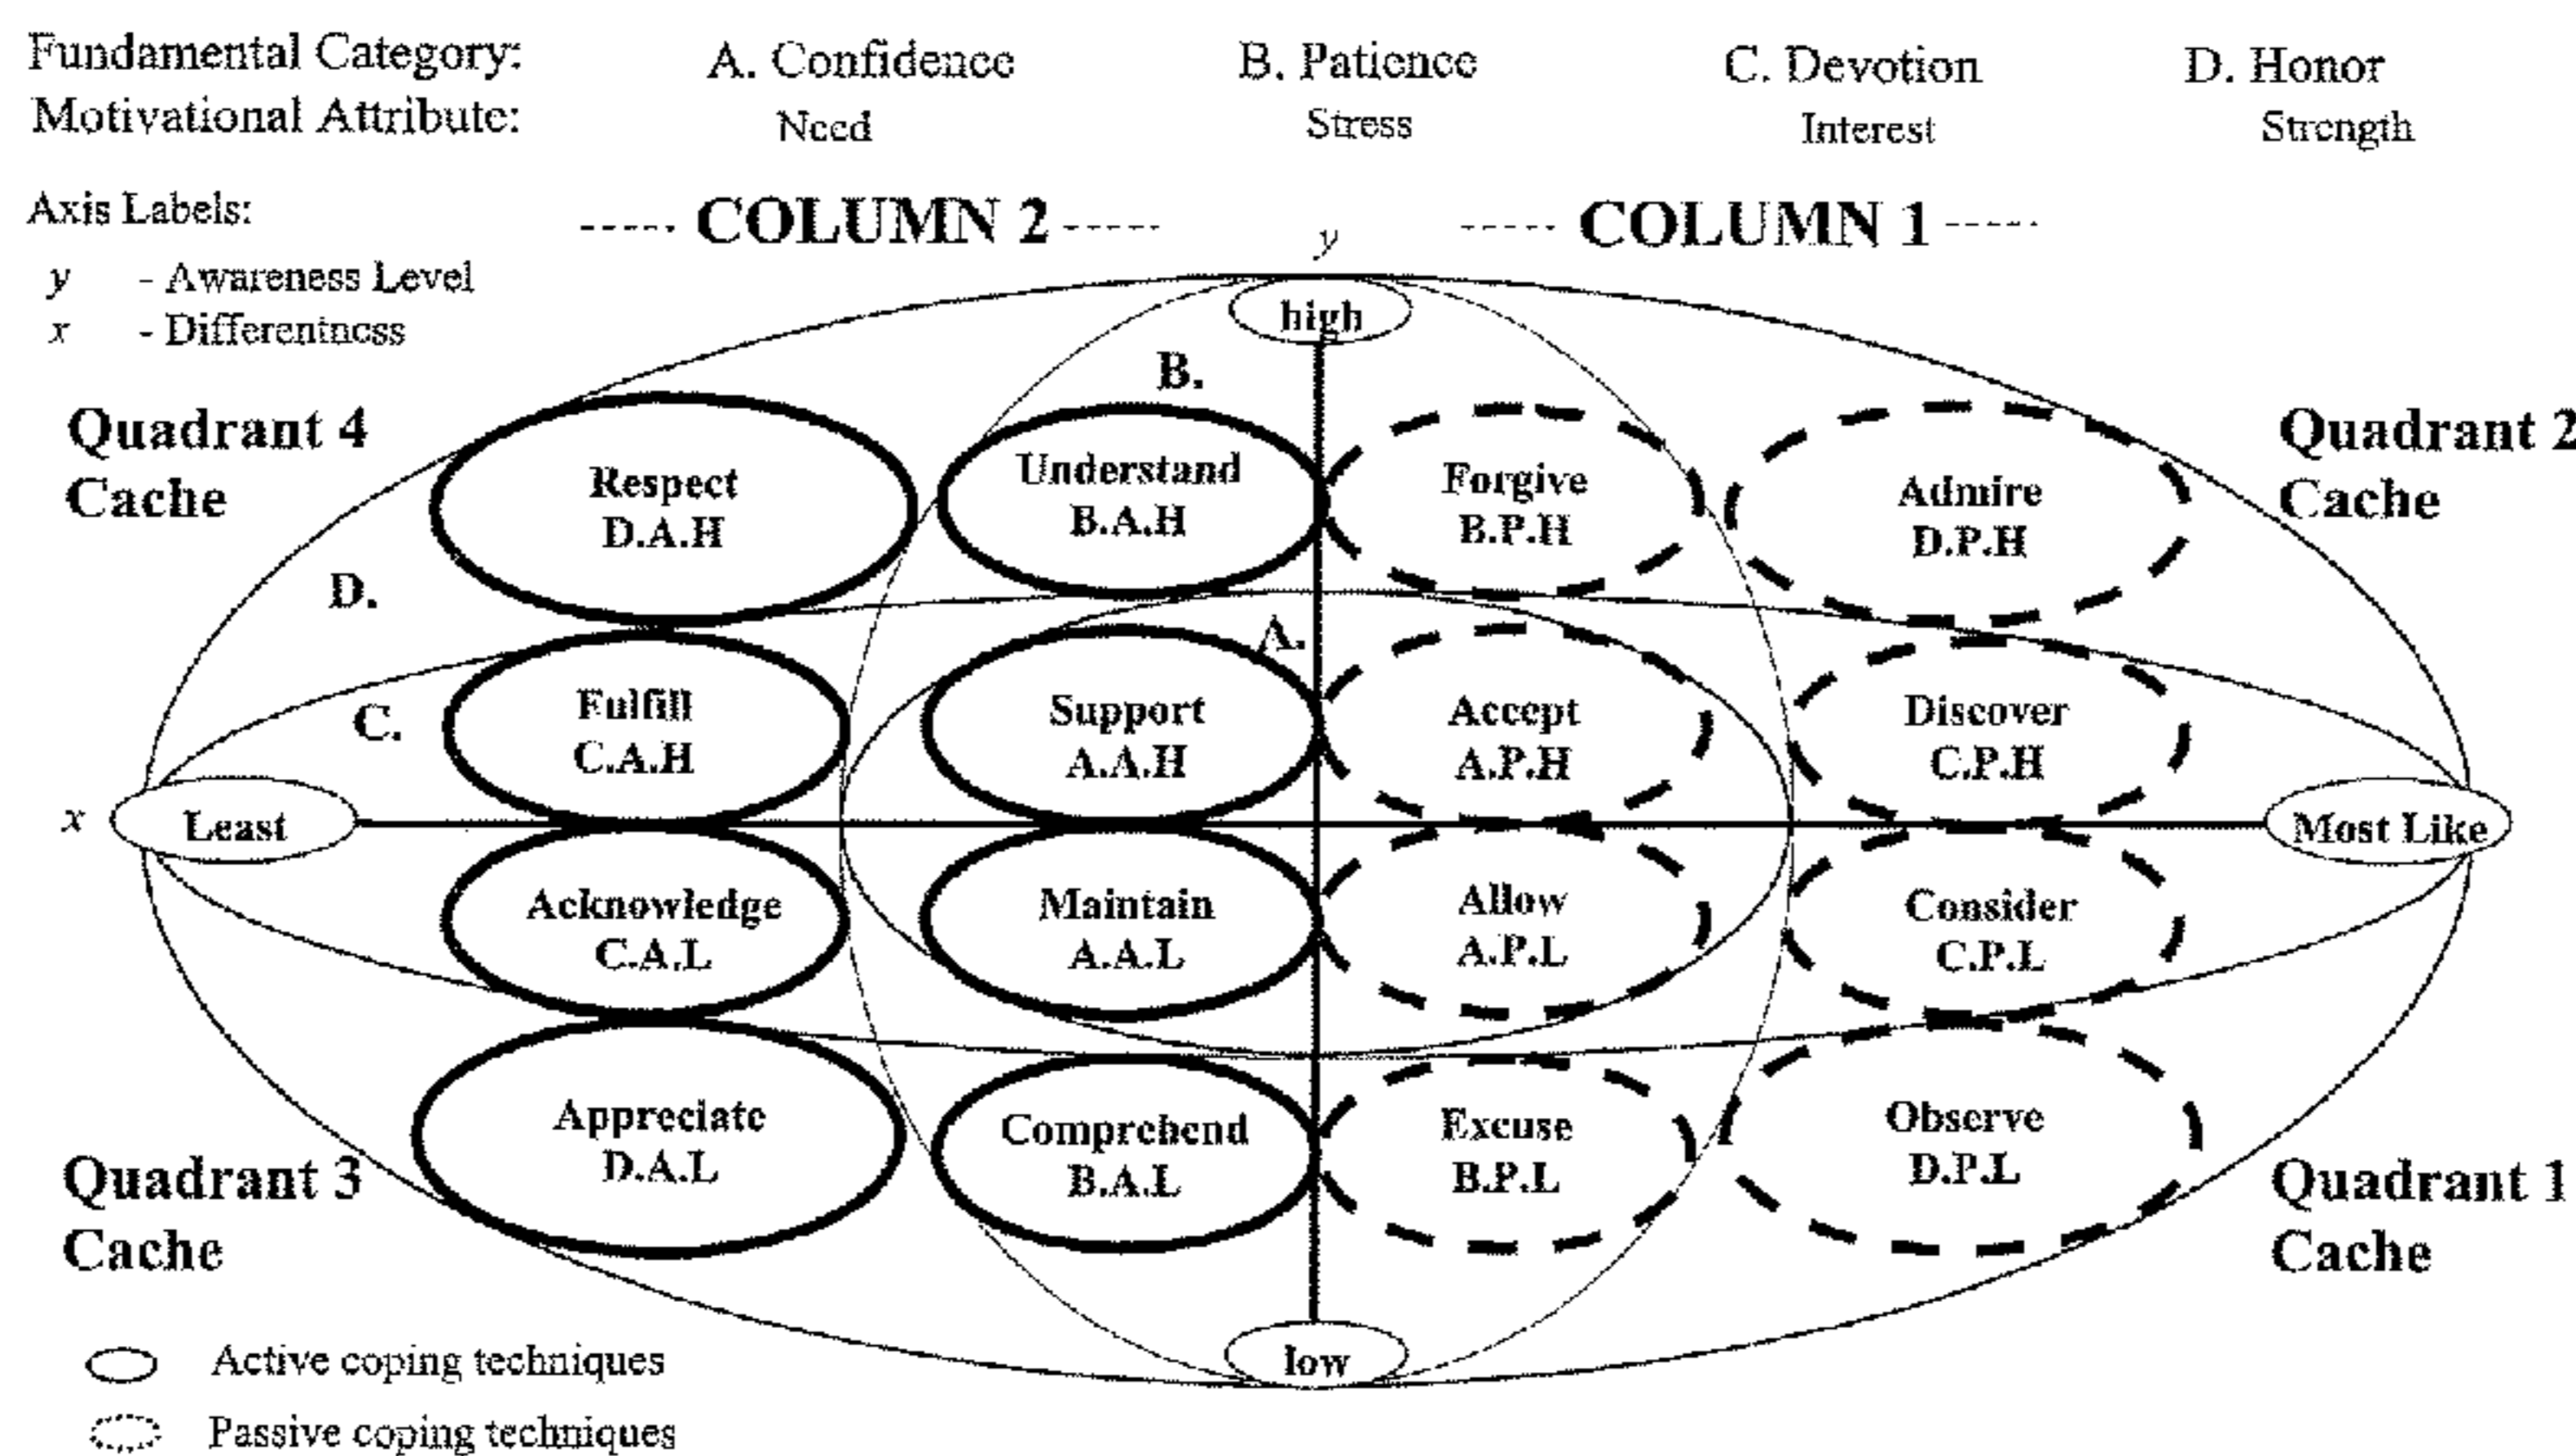 Fundamental Category: A. Confidence B. Patience C. Devotion D. Honor
Motivational Attribute: Need Stress Interest Strength
Axis Labels:
----- COLUMN 2 ----- ----- COLUMN 1 -----
y
y - Awareness Level
x - Differentness
high
B.
Quadrant 4
Cache
Quadrant 2
Cache
Respect
D.A.H
Understand
B.A.H
Forgive
B.P.H
Admire
D.P.H
D.
A.
C.
Fulfill
C.A.H
Support
A.A.H
Accept
A.P.H
Discover
C.P.H
x
Least
Most Like
Acknowledge
C.A.L
Maintain
A.A.L
Allow
A.P.L
Consider
C.P.L
Appreciate
D.A.L
Comprehend
B.A.L
Excuse
B.P.L
Observe
D.P.L
Quadrant 3
Cache
Quadrant 1
Cache
low
Active coping techniques
Passive coping techniques